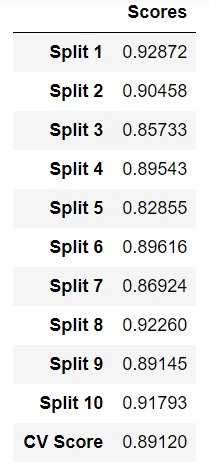 Scores
Split 1 0.92872
Split 2 0.90458
Split 3 0.85733
Split 4 0.89543
Split 5 0.82855
Split 6 0.89616
Split 7 0.86924
Split 8 0.92260
Split 9 0.89145
Split 10 0.91793
CV Score 0.89120